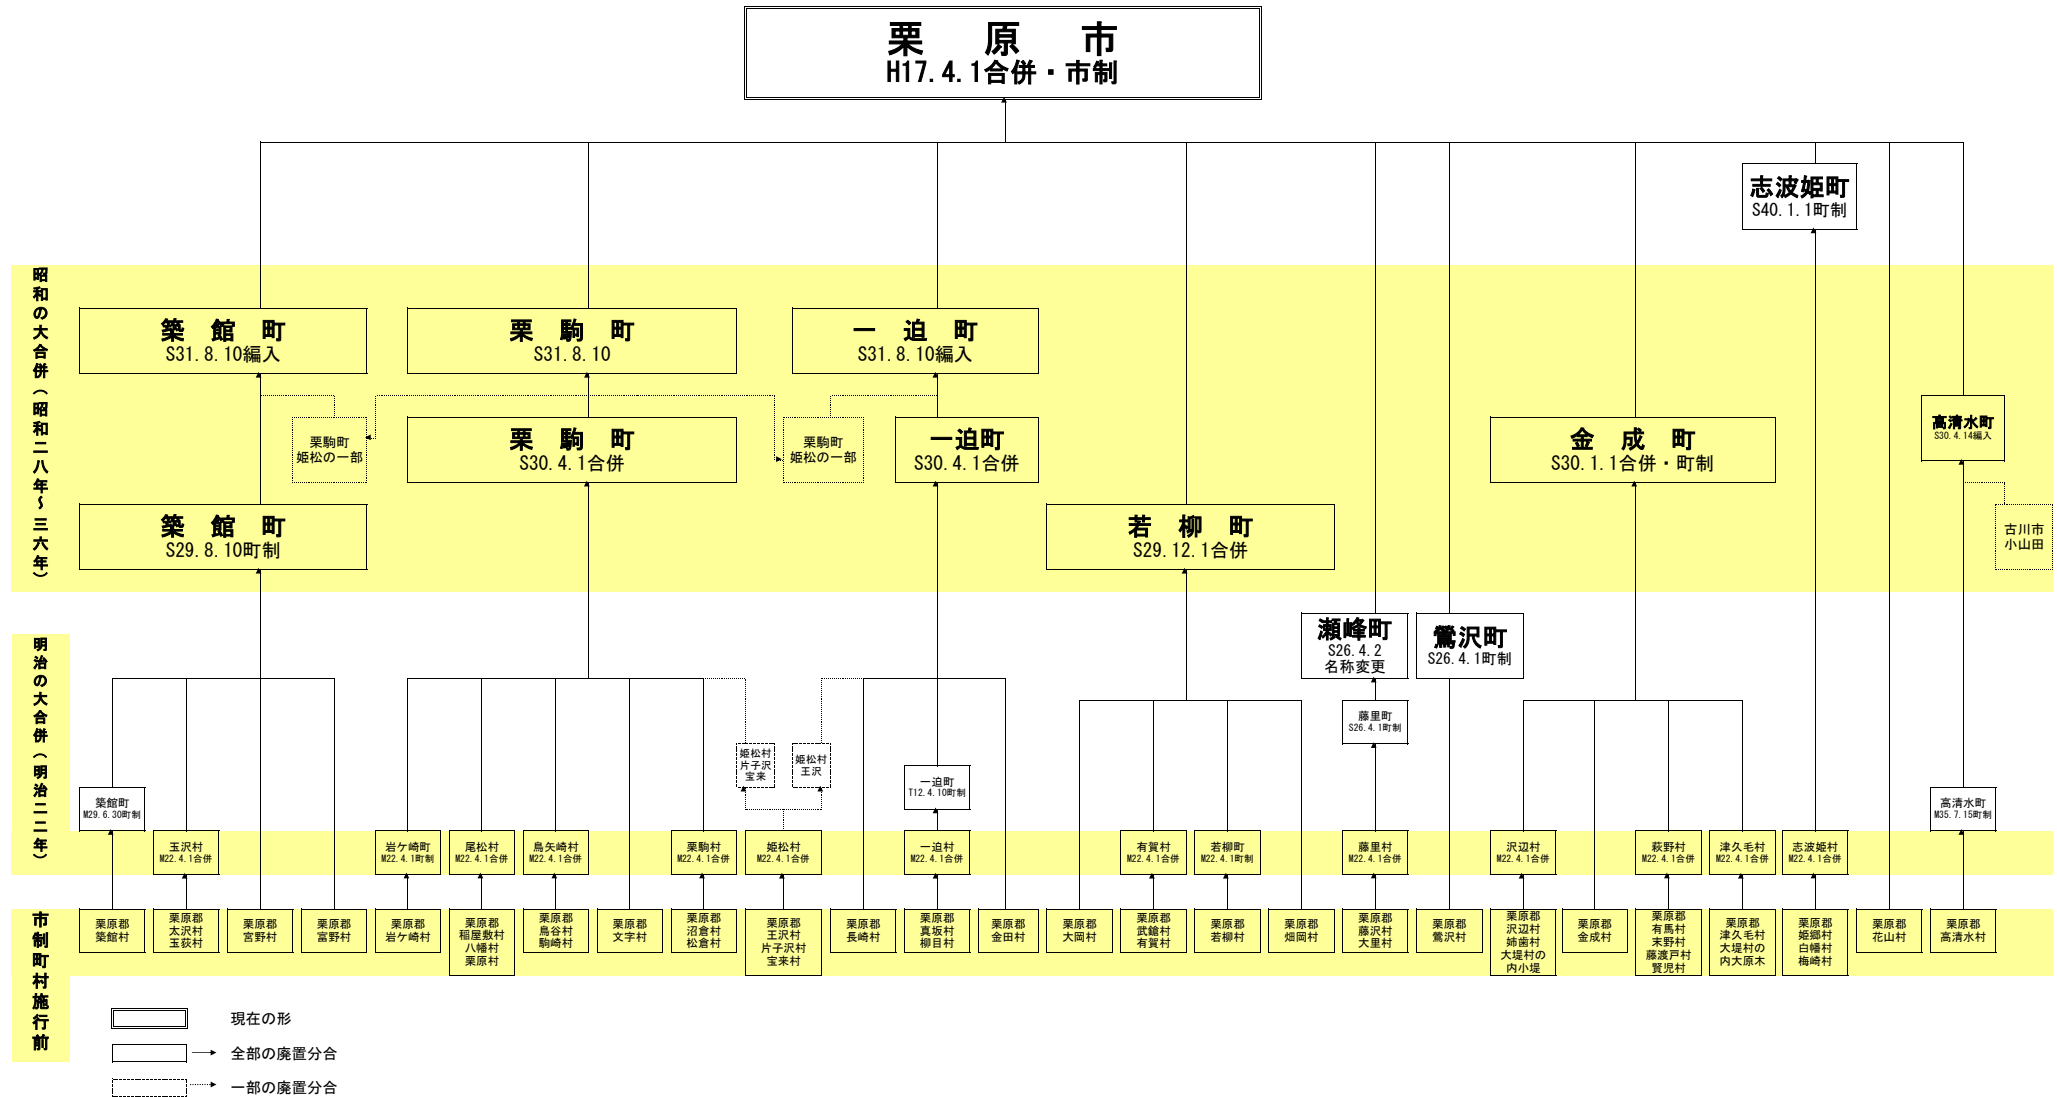 栗　原　市
H17.4.1合併・市制
志波姫町
S40.1.1町制
昭和の大合併（昭和二八年～三六年）
築　館　町
S31.8.10編入
栗　駒　町
S31.8.10
一　迫　町
S31.8.10編入
栗駒町
姫松の一部
栗　駒　町
S30.4.1合併
栗駒町
姫松の一部
一迫町
S30.4.1合併
金　成　町
S30.1.1合併・町制
高清水町
S30.4.14編入
築　館　町
S29.8.10町制
若　柳　町
S29.12.1合併
古川市
小山田
明治の大合併（明治二二年）
瀬峰町
S26.4.2
名称変更
鶯沢町
S26.4.1町制
藤里町
S26.4.1町制
姫松村
片子沢
宝来
姫松村
王沢
一迫町
T12.4.10町制
築館町
M29.6.30町制
高清水町
M35.7.15町制
玉沢村
M22.4.1合併
岩ケ崎町
M22.4.1町制
尾松村
M22.4.1合併
鳥矢崎村
M22.4.1合併
栗駒村
M22.4.1合併
姫松村
M22.4.1合併
一迫村
M22.4.1合併
有賀村
M22.4.1合併
若柳町
M22.4.1町制
藤里村
M22.4.1合併
沢辺村
M22.4.1合併
萩野村
M22.4.1合併
津久毛村
M22.4.1合併
志波姫村
M22.4.1合併
市制町村施行前
栗原郡
築館村
栗原郡
太沢村
玉荻村
栗原郡
宮野村
栗原郡
富野村
栗原郡
岩ケ崎村
栗原郡
稲屋敷村
八幡村
栗原村
栗原郡
鳥谷村
駒崎村
栗原郡
文字村
栗原郡
沼倉村
松倉村
栗原郡
王沢村
片子沢村
宝来村
栗原郡
長崎村
栗原郡
真坂村
柳目村
栗原郡
金田村
栗原郡
大岡村
栗原郡
武鎗村
有賀村
栗原郡
若柳村
栗原郡
畑岡村
栗原郡
藤沢村
大里村
栗原郡
鶯沢村
栗原郡
沢辺村
姉歯村
大堤村の
内小堤
栗原郡
金成村
栗原郡
有馬村
末野村
藤渡戸村
賢児村
栗原郡
津久毛村
大堤村の
内大原木
栗原郡
姫郷村
白幡村
梅崎村
栗原郡
花山村
栗原郡
高清水村
現在の形
全部の廃置分合
一部の廃置分合